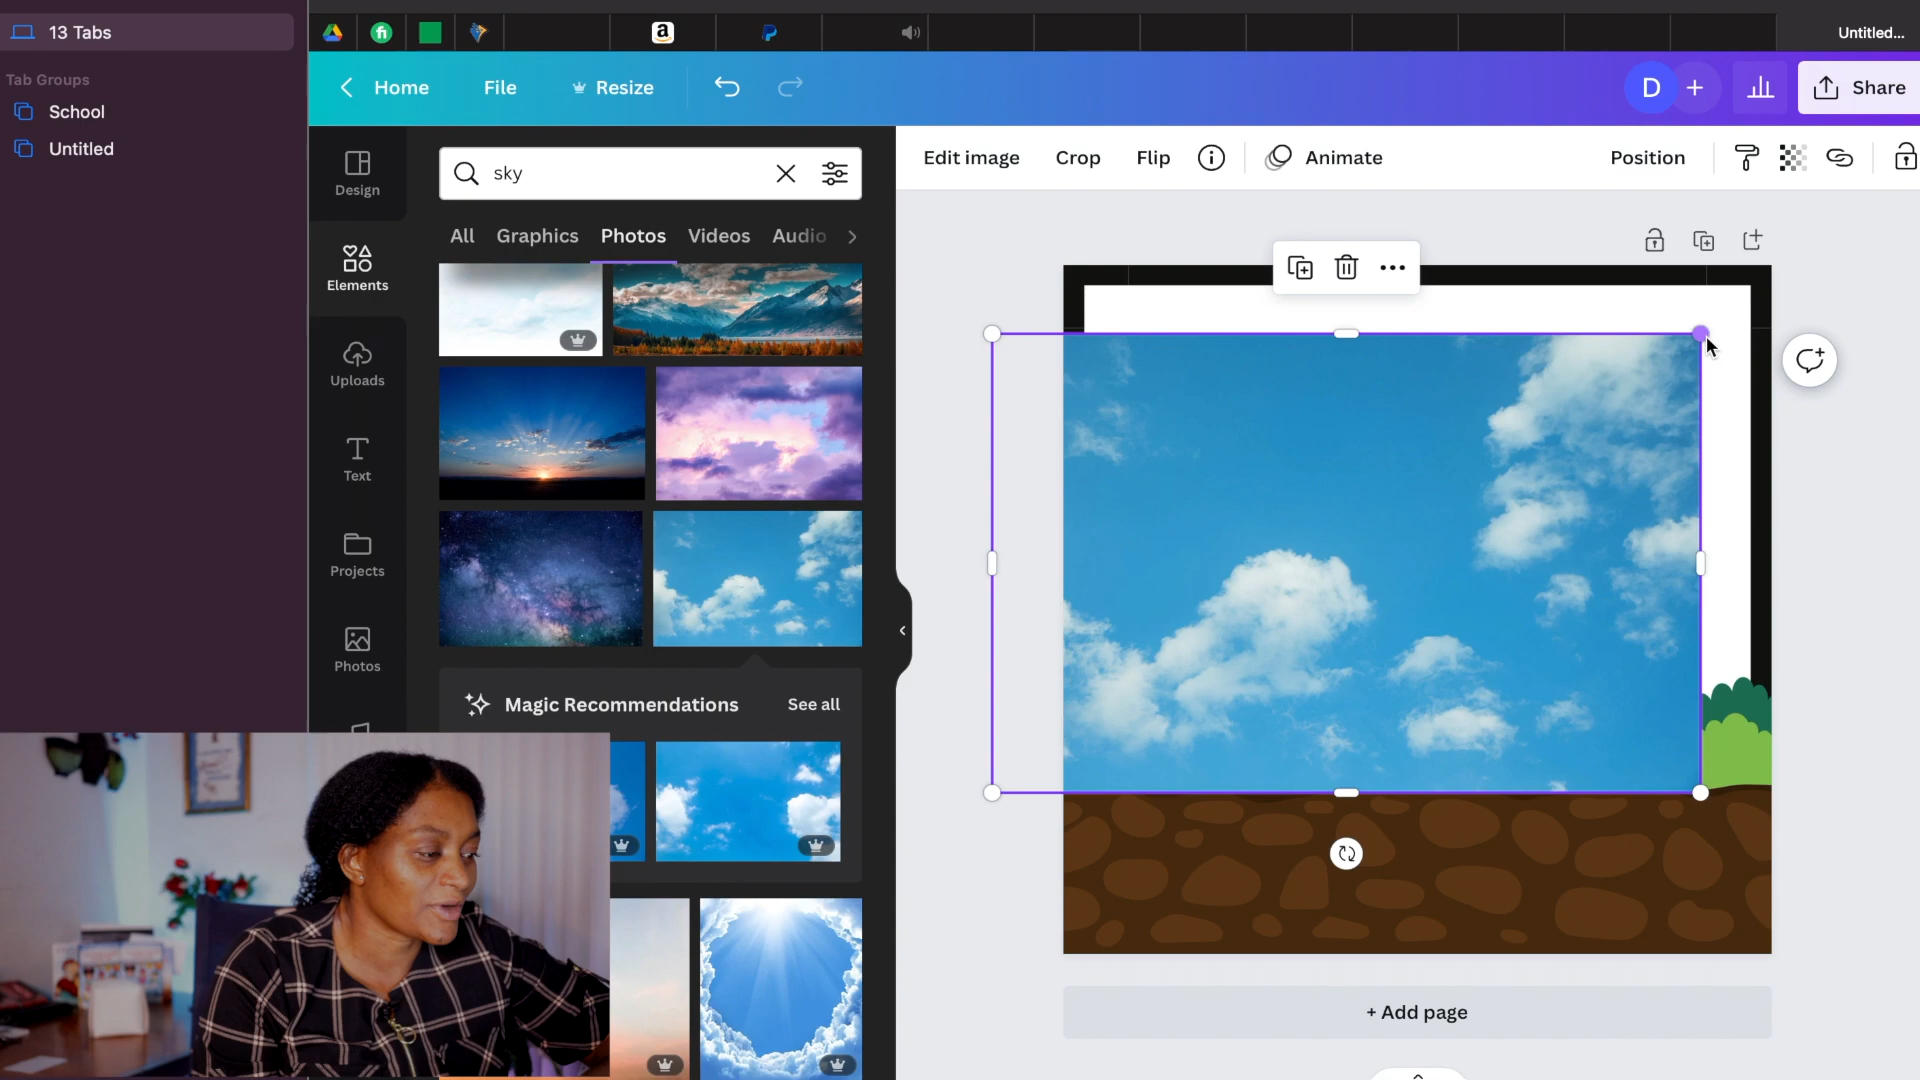 13 Tabs
Untitled...
Tab Groups
School
Untitled
Home
File
Resize
D
+
Share
Design
Elements
Uploads
Text
Projects
Photos
sky
All
Graphics
Photos
Videos
Audio
Magic Recommendations
See all
Edit image
Crop
Flip
Animate
Position
+ Add page